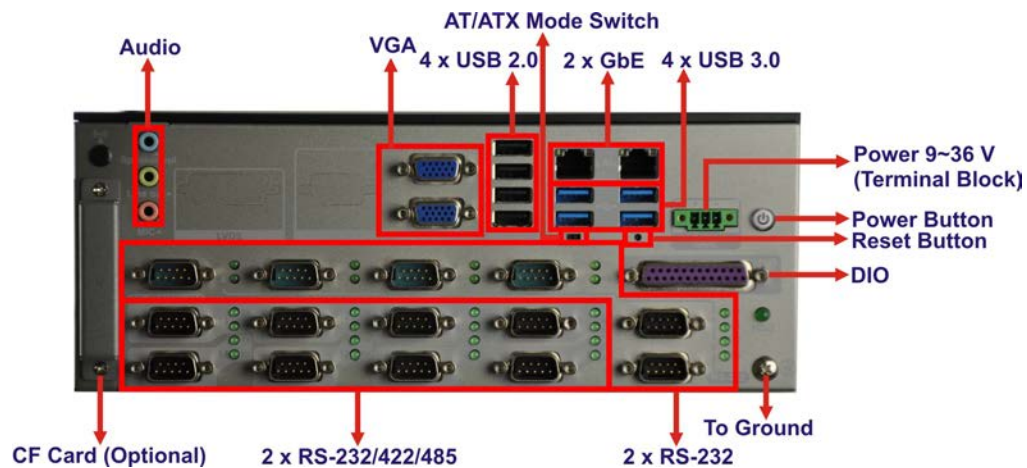 AT/ATX Mode Switch
Audio
VGA
4 x USB 2.0
2 x GbE
4 x USB 3.0
Power 9~36 V
(Terminal Block)
Power Button
Reset Button
DIO
To Ground
CF Card (Optional)
2 x RS-232/422/485
2 x RS-232